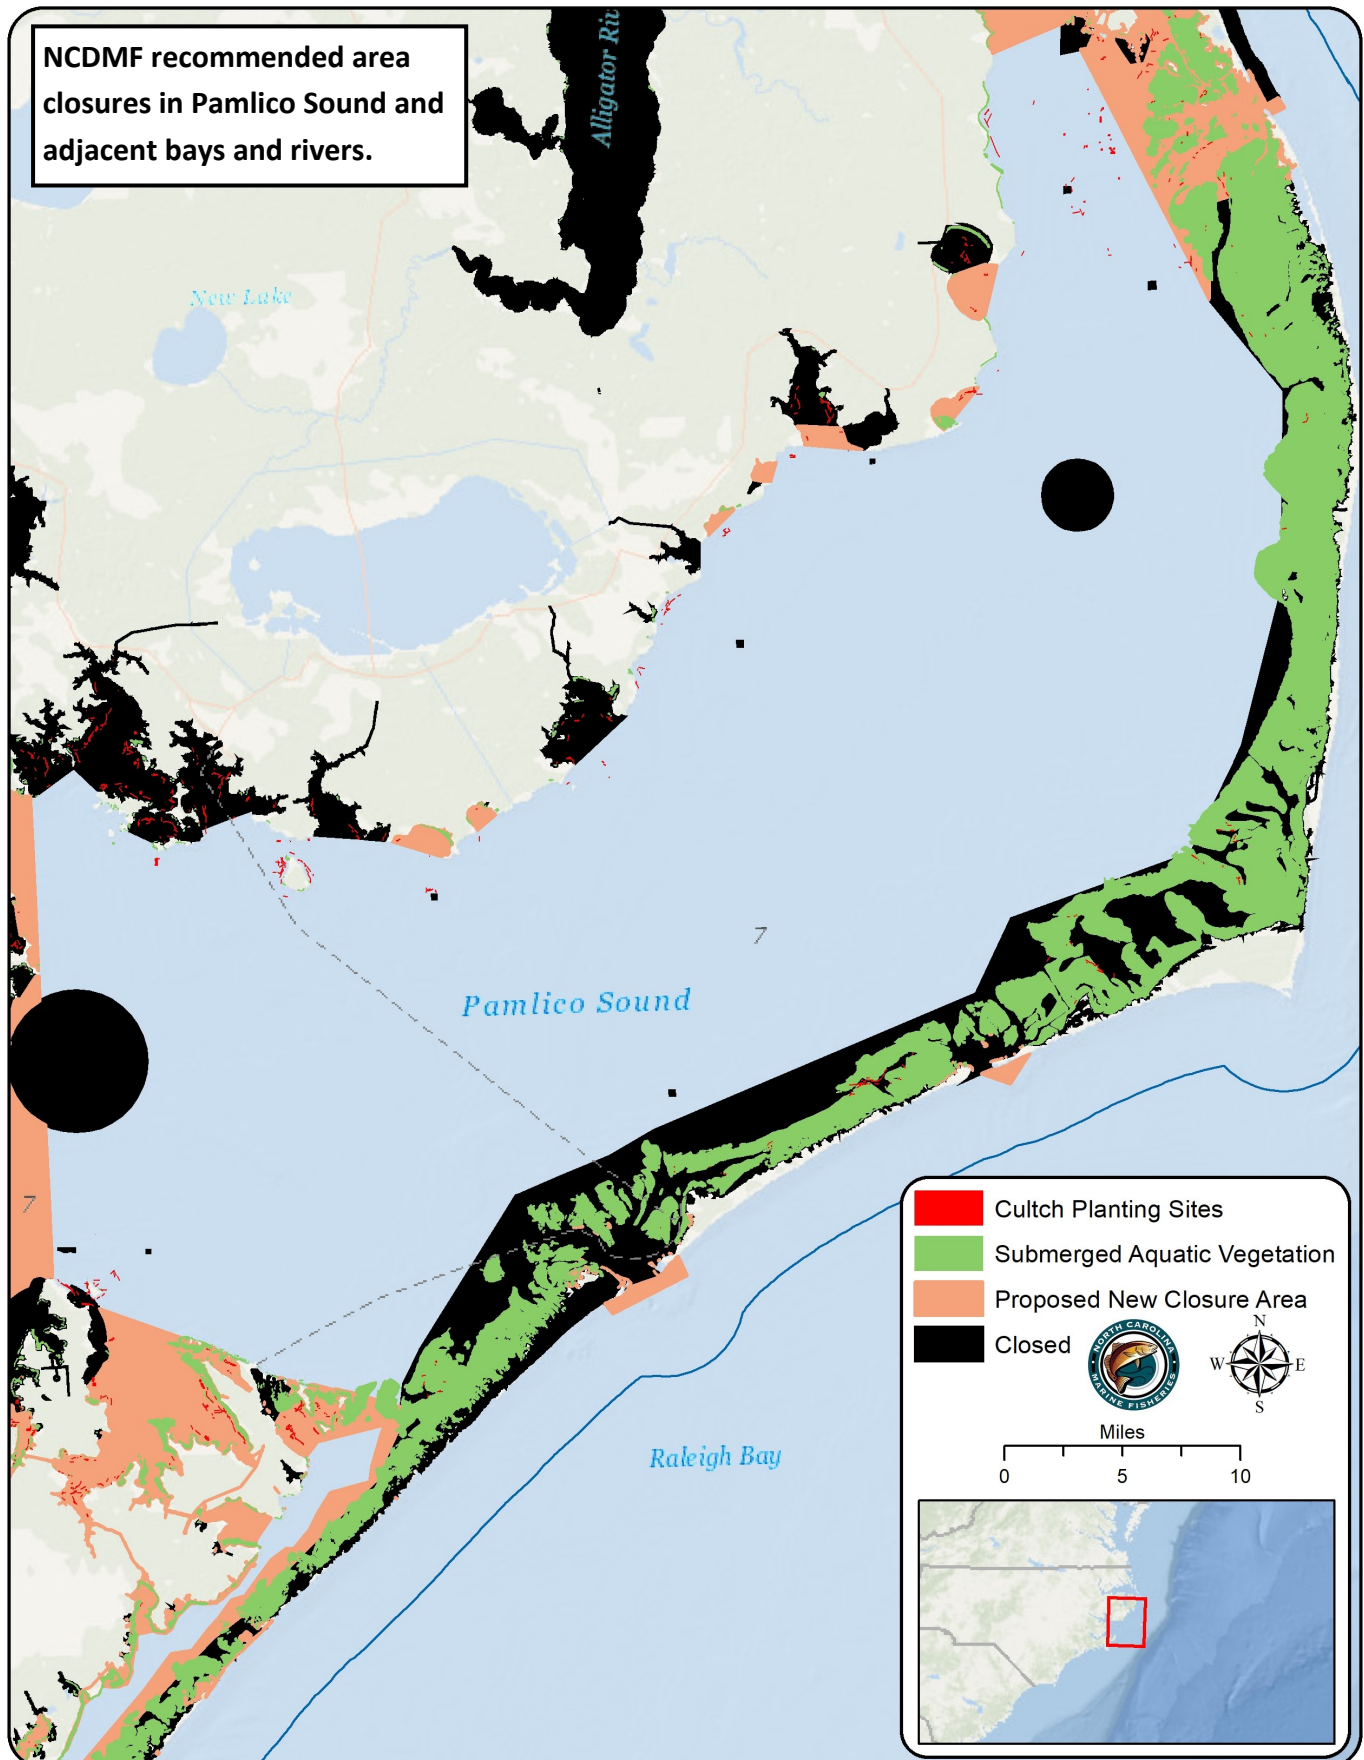 NCDMF recommended area
closures in Pamlico Sound and
adjacent bays and rivers.
Alligator Riv
New Lake
7
Pamlico Sound
7
Raleigh Bay
Cultch Planting Sites
Submerged Aquatic Vegetation
Proposed New Closure Area
Closed
NORTH CAROLINA
MARINE FISHERIES
N
W E
S
Miles
0 5 10